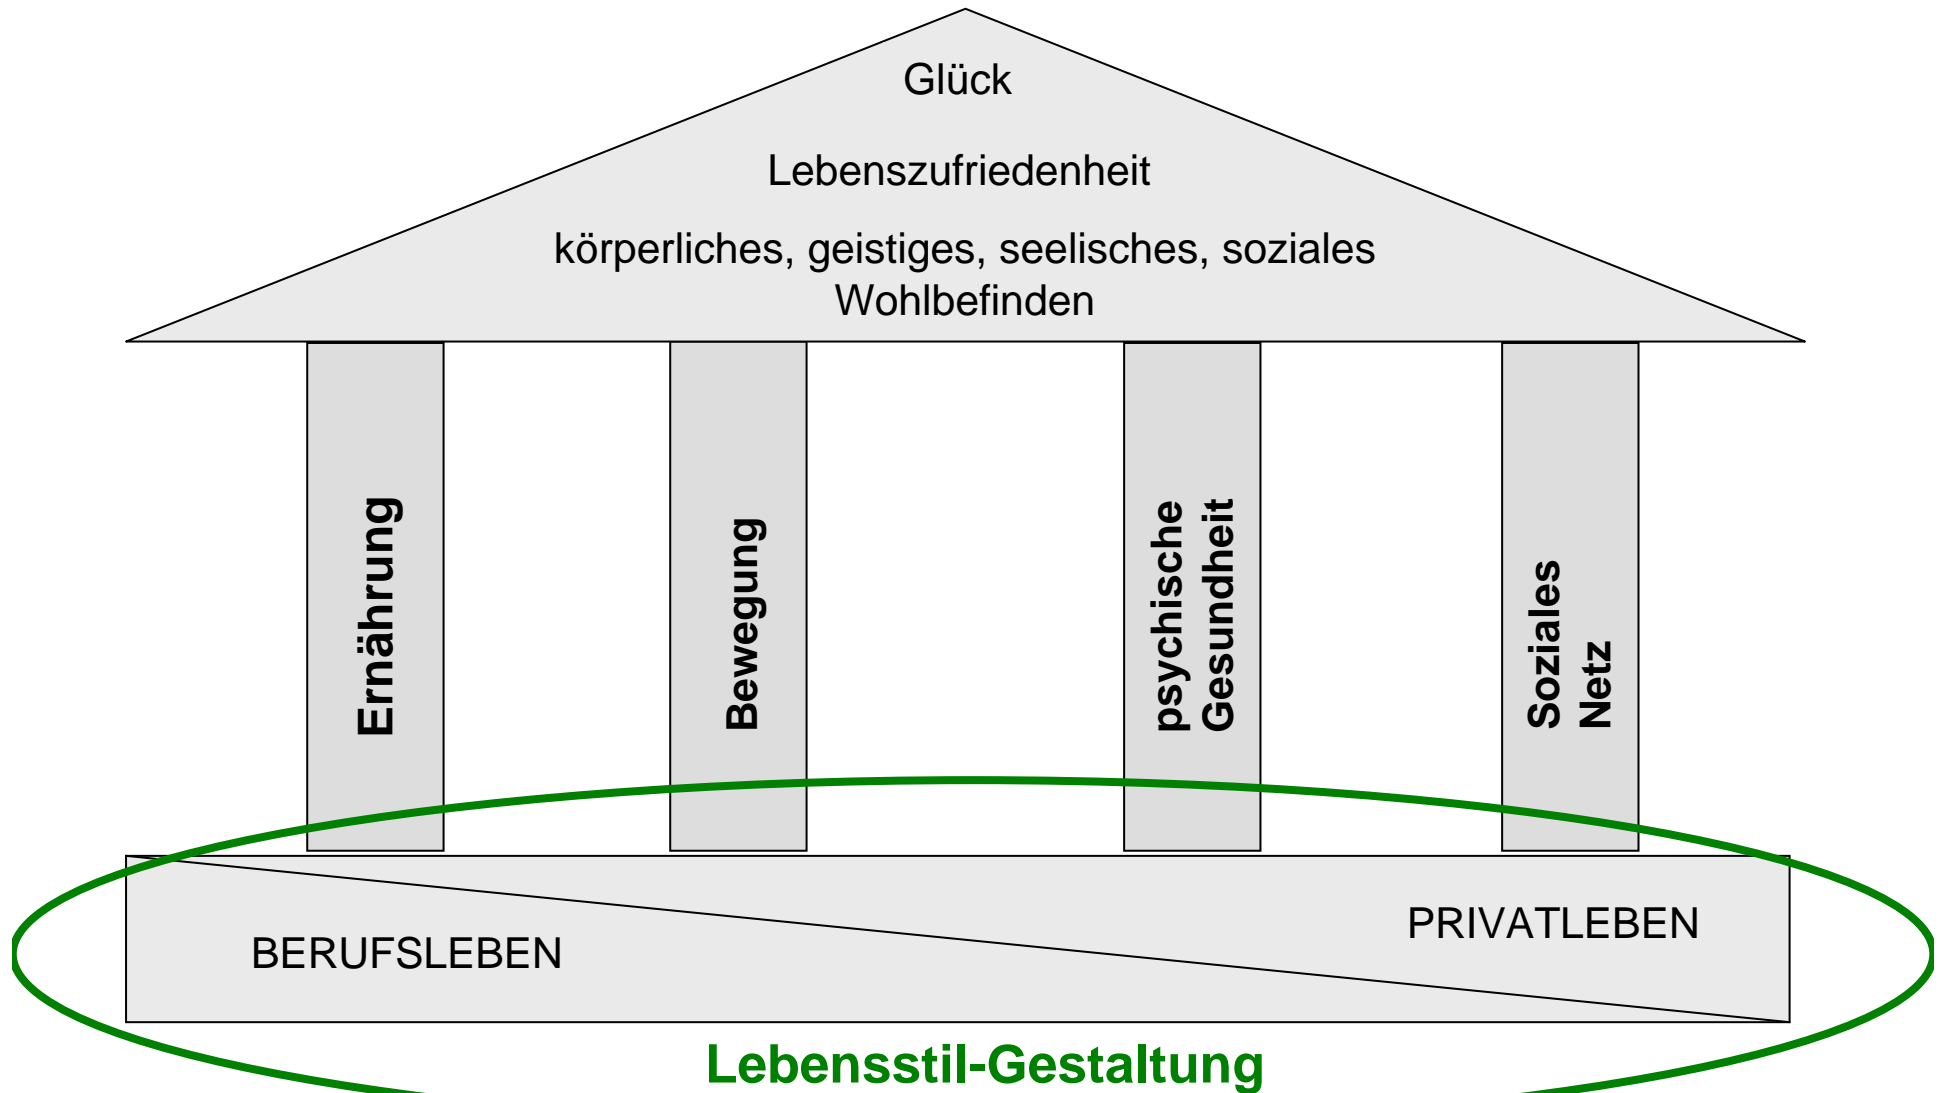 Glück
Lebenszufriedenheit
körperliches, geistiges, seelisches, soziales
Wohlbefinden
Ernährung
Bewegung
psychische
Gesundheit
Soziales
Netz
BERUFSLEBEN
PRIVATLEBEN
Lebensstil-Gestaltung